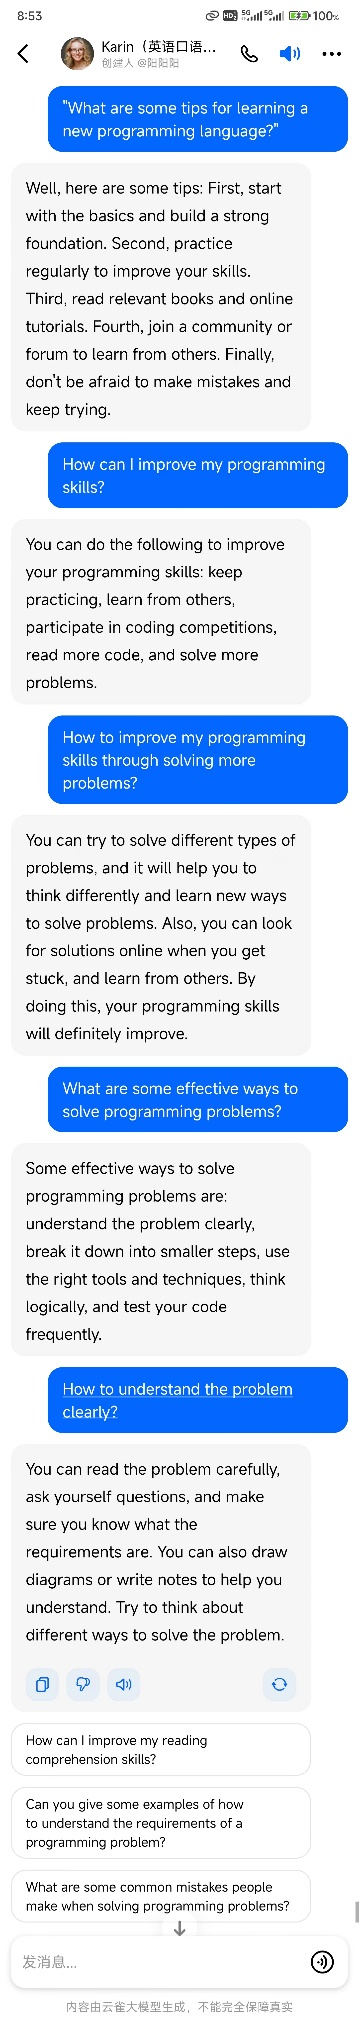 8:53
HD2 5G 5G 100%
Karin（英语口语...
创建人 @阳阳阳
"What are some tips for learning a
new programming language?"
Well, here are some tips: First, start
with the basics and build a strong
foundation. Second, practice
regularly to improve your skills.
Third, read relevant books and online
tutorials. Fourth, join a community or
forum to learn from others. Finally,
don't be afraid to make mistakes and
keep trying.
How can I improve my programming
skills?
You can do the following to improve
your programming skills: keep
practicing, learn from others,
participate in coding competitions,
read more code, and solve more
problems.
How to improve my programming
skills through solving more
problems?
You can try to solve different types of
problems, and it will help you to
think differently and learn new ways
to solve problems. Also, you can look
for solutions online when you get
stuck, and learn from others. By
doing this, your programming skills
will definitely improve.
What are some effective ways to
solve programming problems?
Some effective ways to solve
programming problems are:
understand the problem clearly,
break it down into smaller steps, use
the right tools and techniques, think
logically, and test your code
frequently.
How to understand the problem
clearly?
You can read the problem carefully,
ask yourself questions, and make
sure you know what the
requirements are. You can also draw
diagrams or write notes to help you
understand. Try to think about
different ways to solve the problem.
How can I improve my reading
comprehension skills?
Can you give some examples of how
to understand the requirements of a
programming problem?
What are some common mistakes people
make when solving programming problems?
发消息...
内容由云雀大模型生成，不能完全保障真实